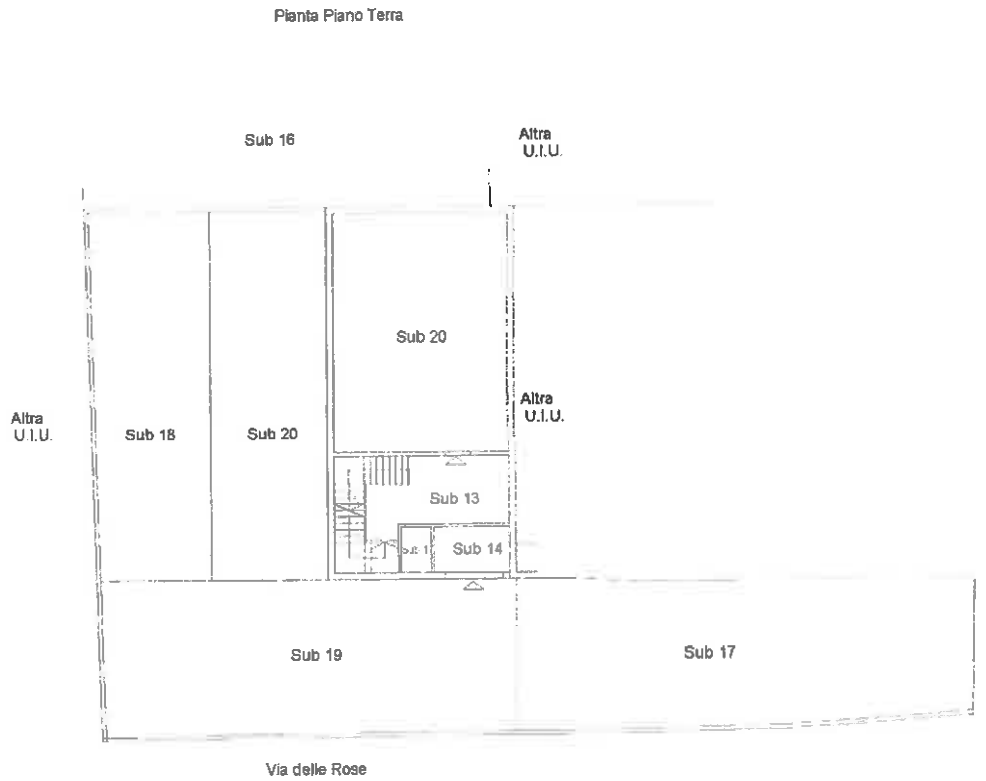 Pianta Piano Terra
Sub 16
Altra
U.I.U.
Sub 20
Altra
U.I.U.
Altra
U.I.U.
Sub 18
Sub 20
Sub 13
Sub 14
Sub 19
Sub 17
Via delle Rose